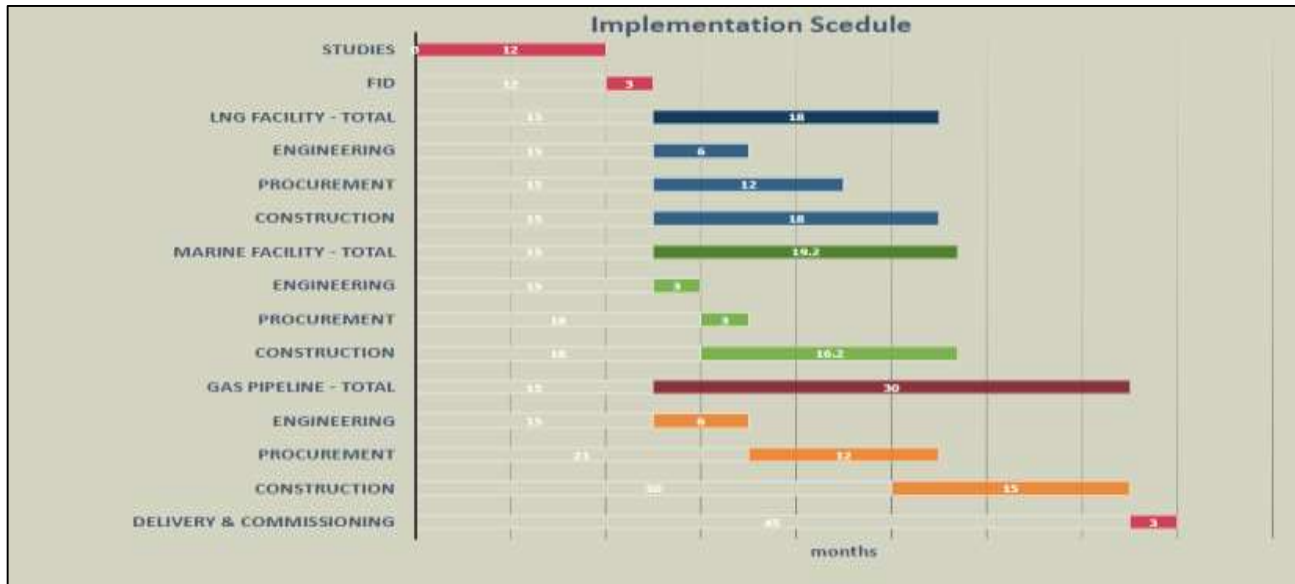 Implementation Scedule
STUDIES 0 12
FID 12 3
LNG FACILITY - TOTAL 15 18
ENGINEERING 15 6
PROCUREMENT 15 12
CONSTRUCTION 15 18
MARINE FACILITY - TOTAL 15 19.2
ENGINEERING 15 3
PROCUREMENT 18 3
CONSTRUCTION 18 16.2
GAS PIPELINE - TOTAL 15 30
ENGINEERING 15 6
PROCUREMENT 21 12
CONSTRUCTION 30 15
DELIVERY & COMMISSIONING 45 3
months